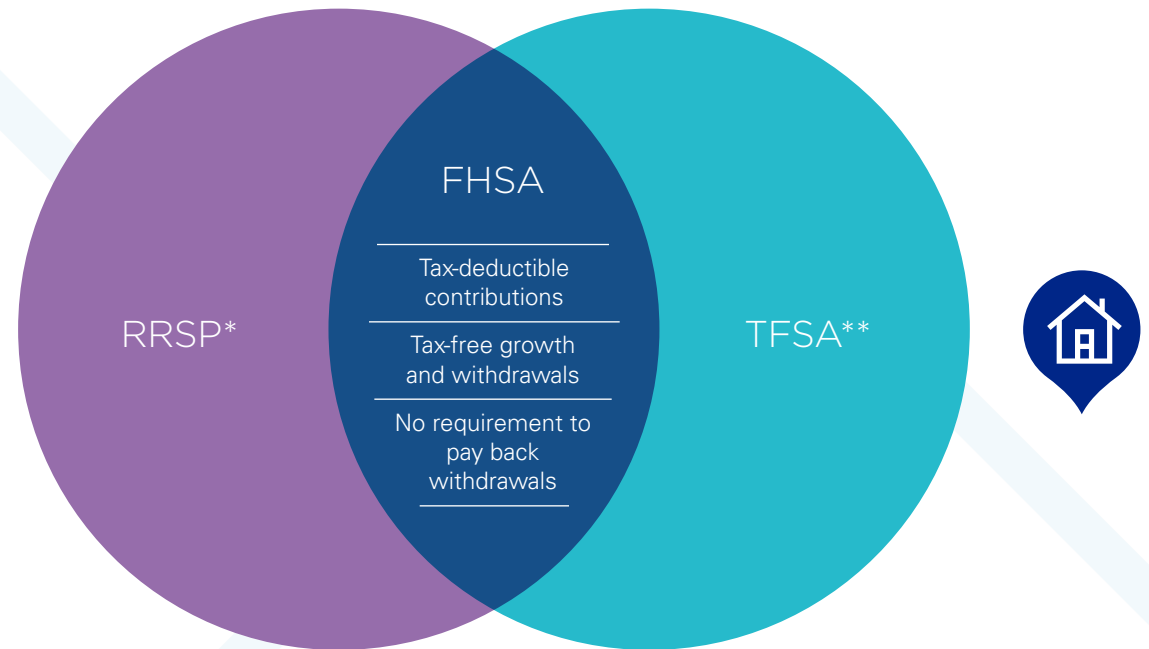 FHSA
Tax-deductible
contributions
RRSP*
Tax-free growth
and withdrawals
TFSA**
No requirement to
pay back
withdrawals